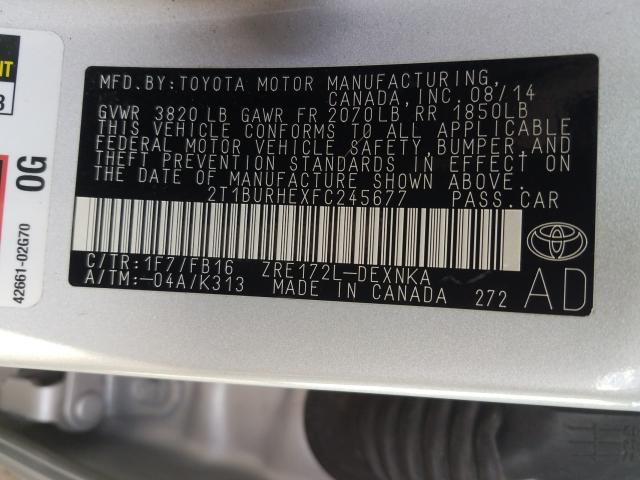 MFD. BY: TOYOTA MOTOR MANUFACTURING,
CANADA, INC. 08/14
GVWR 3820 LB GAWR FR 2070LB RR 1850LB
THIS VEHICLE CONFORMS TO ALL APPLICABLE
FEDERAL MOTOR VEHICLE SAFETY, BUMPER AND
THEFT PREVENTION STANDARDS IN EFFECT ON
THE DATE OF MANUFACTURE SHOWN ABOVE.
2T1BURHEXFC245677 PASS.CAR
C/TR: 1F7/FB16 ZRE172L-DEXNKA
A/TM: -04A/K313 MADE IN CANADA 272
AD
0G
42661-02G70